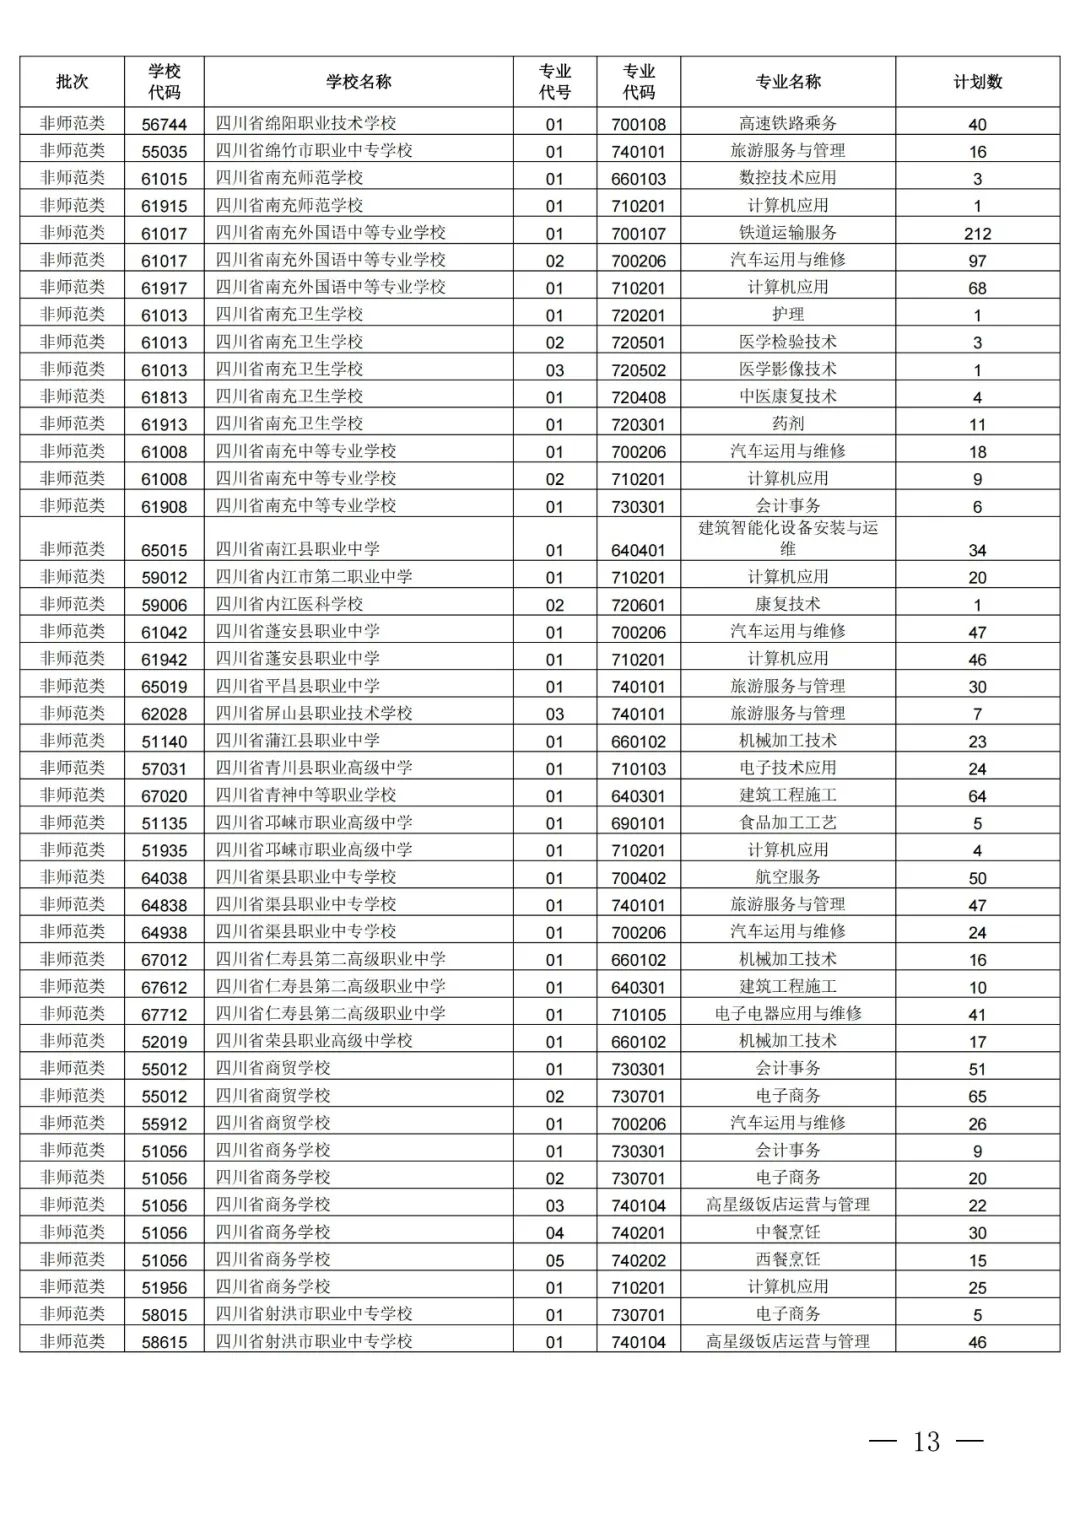 批次 学校代码 学校名称 专业代号 专业代码 专业名称 计划数
非师范类 56744 四川省绵阳职业技术学校 01 700108 高速铁路乘务 40
非师范类 55035 四川省绵竹市职业中专学校 01 740101 旅游服务与管理 16
非师范类 61015 四川省南充师范学校 01 660103 数控技术应用 3
非师范类 61915 四川省南充师范学校 01 710201 计算机应用 1
非师范类 61017 四川省南充外国语中等专业学校 01 700107 铁道运输服务 212
非师范类 61017 四川省南充外国语中等专业学校 02 700206 汽车运用与维修 97
非师范类 61917 四川省南充外国语中等专业学校 01 710201 计算机应用 68
非师范类 61013 四川省南充卫生学校 01 720201 护理 1
非师范类 61013 四川省南充卫生学校 02 720501 医学检验技术 3
非师范类 61013 四川省南充卫生学校 03 720502 医学影像技术 1
非师范类 61813 四川省南充卫生学校 01 720408 中医康复技术 4
非师范类 61913 四川省南充卫生学校 01 720301 药剂 11
非师范类 61008 四川省南充中等专业学校 01 700206 汽车运用与维修 18
非师范类 61008 四川省南充中等专业学校 02 710201 计算机应用 9
非师范类 61908 四川省南充中等专业学校 01 730301 会计事务 6
非师范类 65015 四川省南江县职业中学 01 640401 建筑智能化设备安装与运维 34
非师范类 59012 四川省内江市第二职业中学 01 710201 计算机应用 20
非师范类 59006 四川省内江医科学校 02 720601 康复技术 1
非师范类 61042 四川省蓬安县职业中学 01 700206 汽车运用与维修 47
非师范类 61942 四川省蓬安县职业中学 01 710201 计算机应用 46
非师范类 65019 四川省平昌县职业中学 01 740101 旅游服务与管理 30
非师范类 62028 四川省屏山县职业技术学校 03 740101 旅游服务与管理 7
非师范类 51140 四川省蒲江县职业中学 01 660102 机械加工技术 23
非师范类 57031 四川省青川县职业高级中学 01 710103 电子技术应用 24
非师范类 67020 四川省青神中等职业学校 01 640301 建筑工程施工 64
非师范类 51135 四川省邛崃市职业高级中学 01 690101 食品加工工艺 5
非师范类 51935 四川省邛崃市职业高级中学 01 710201 计算机应用 4
非师范类 64038 四川省渠县职业中专学校 01 700402 航空服务 50
非师范类 64838 四川省渠县职业中专学校 01 740101 旅游服务与管理 47
非师范类 64938 四川省渠县职业中专学校 01 700206 汽车运用与维修 24
非师范类 67012 四川省仁寿县第二高级职业中学 01 660102 机械加工技术 16
非师范类 67612 四川省仁寿县第二高级职业中学 01 640301 建筑工程施工 10
非师范类 67712 四川省仁寿县第二高级职业中学 01 710105 电子电器应用与维修 41
非师范类 52019 四川省荣县职业高级中学校 01 660102 机械加工技术 17
非师范类 55012 四川省商贸学校 01 730301 会计事务 51
非师范类 55012 四川省商贸学校 02 730701 电子商务 65
非师范类 55912 四川省商贸学校 01 700206 汽车运用与维修 26
非师范类 51056 四川省商务学校 01 730301 会计事务 9
非师范类 51056 四川省商务学校 02 730701 电子商务 20
非师范类 51056 四川省商务学校 03 740104 高星级饭店运营与管理 22
非师范类 51056 四川省商务学校 04 740201 中餐烹饪 30
非师范类 51056 四川省商务学校 05 740202 西餐烹饪 15
非师范类 51956 四川省商务学校 01 710201 计算机应用 25
非师范类 58015 四川省射洪市职业中专学校 01 730701 电子商务 5
非师范类 58615 四川省射洪市职业中专学校 01 740104 高星级饭店运营与管理 46
— 13 —